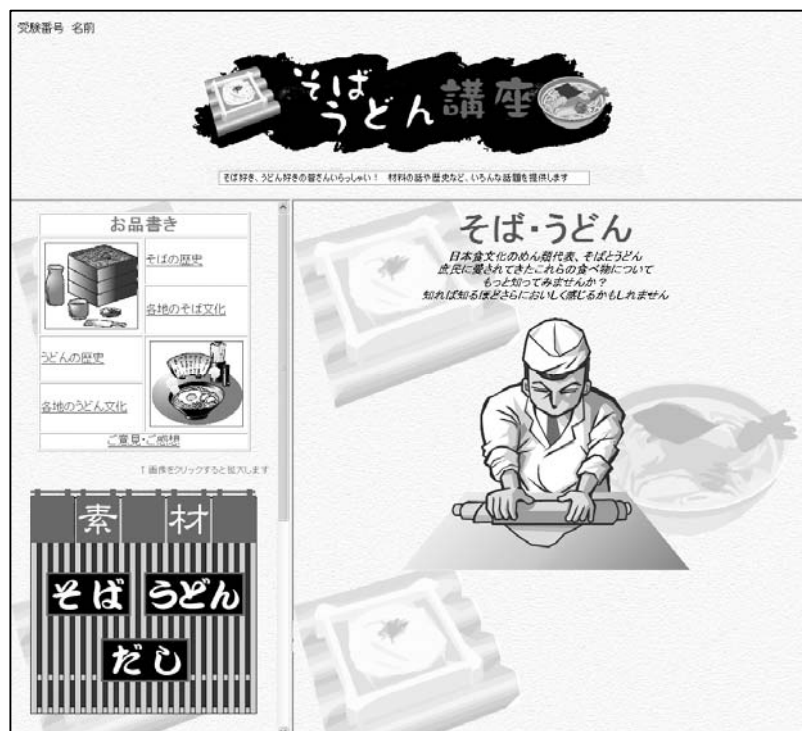 受験番号 名前
そば
うどん 講座
そば好き、うどん好きの皆さんいらっしゃい! 材料の話や歴史など、いろんな話題を提供します
お品書き
そばの歴史
各地のそば文化
うどんの歴史
各地のうどん文化
ご意見・ご感想
↑画像をクリックすると拡大します
素 材
そば うどん
だし
そば・うどん
日本食文化のめん類代表、そばとうどん
庶民に愛されてきたこれらの食べ物について
もっと知ってみませんか?
知れば知るほどさらにおいしく感じるかもしれません